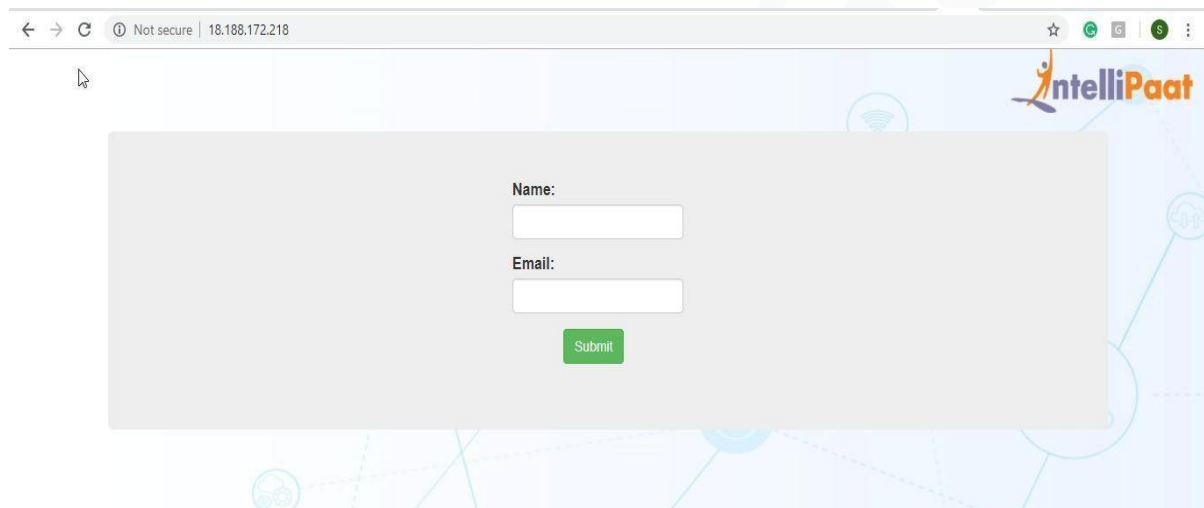 Not secure | 18.188.172.218
S
IntelliPaat
Name:
Email:
Submit